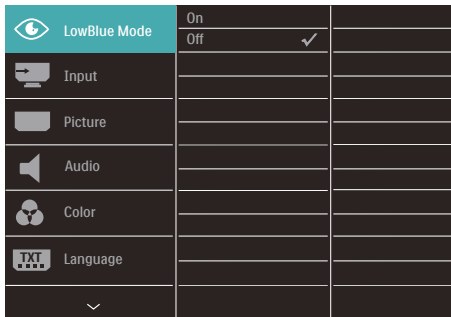 LowBlue Mode
On
Off
Input
Picture
Audio
Color
TXT
Language